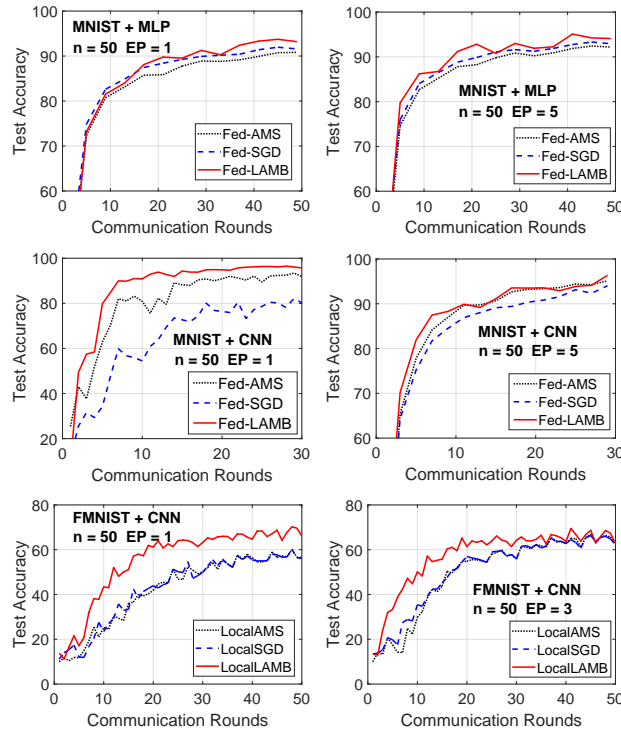 MNIST + MLP
n = 50 EP = 1
Test Accuracy
100
90
80
70
60
0 10 20 30 40 50
Communication Rounds
Fed-AMS
Fed-SGD
Fed-LAMB
MNIST + MLP
n = 50 EP = 5
Test Accuracy
100
90
80
70
60
0 10 20 30 40 50
Communication Rounds
Fed-AMS
Fed-SGD
Fed-LAMB
MNIST + CNN
n = 50 EP = 1
Test Accuracy
100
80
60
40
20
0 10 20 30
Communication Rounds
Fed-AMS
Fed-SGD
Fed-LAMB
MNIST + CNN
n = 50 EP = 5
Test Accuracy
100
90
80
70
60
0 10 20 30
Communication Rounds
Fed-AMS
Fed-SGD
Fed-LAMB
FMNIST + CNN
n = 50 EP = 1
Test Accuracy
80
60
40
20
0
0 10 20 30 40 50
Communication Rounds
LocalAMS
LocalSGD
LocalLAMB
FMNIST + CNN
n = 50 EP = 3
Test Accuracy
80
60
40
20
0
0 10 20 30 40 50
Communication Rounds
LocalAMS
LocalSGD
LocalLAMB